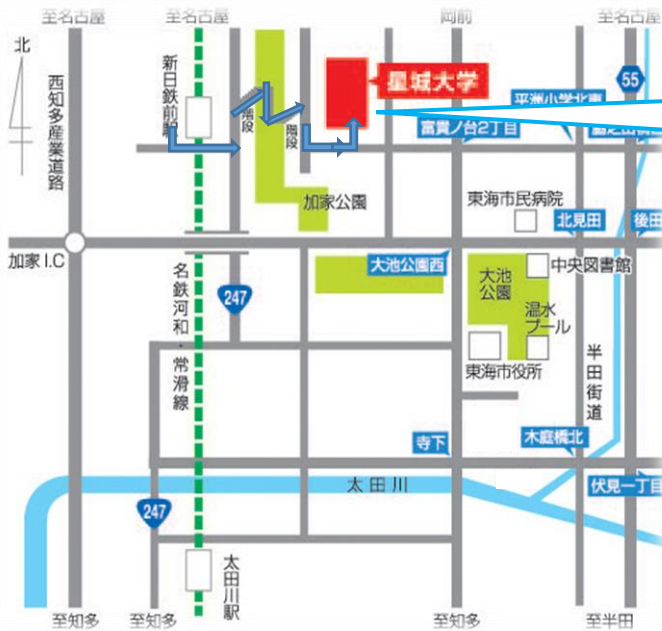 至名古屋
至名古屋
岡前
至名古屋
北
西知多産業道路
新日鉄前駅
階段
階段
星城大学
富貴ノ台2丁目
平洲小学北東
55
加家公園
東海市民病院
北見田
後田
加家I.C
大池公園西
大池
公園
中央図書館
247
名鉄河和・常滑線
温水
プール
東海市役所
半田街道
寺下
木庭橋北
太田川
伏見一丁目
247
太田川駅
至知多
至知多
至知多
至半田